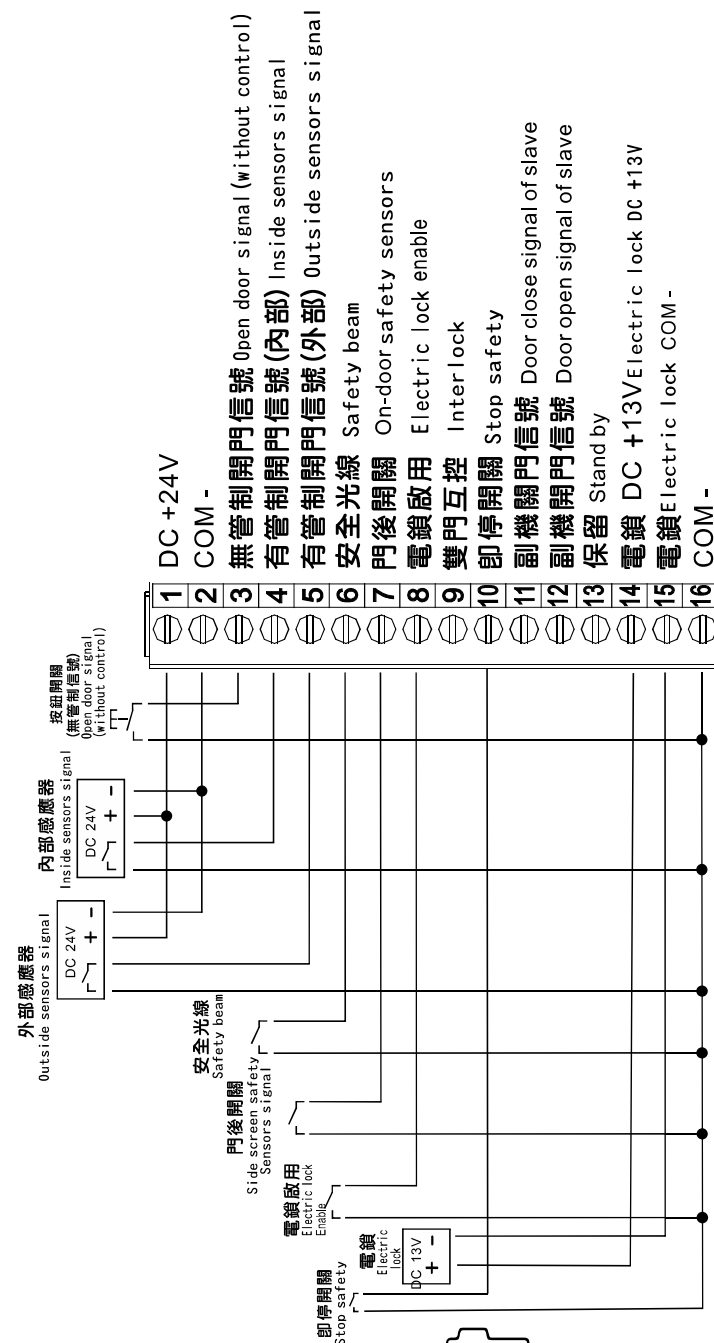 1 DC +24V
2 COM -
3 無管制開門信號 Open door signal (without control)
4 有管制開門信號(內部) Inside sensors signal
5 有管制開門信號(外部) Outside sensors signal
6 安全光線 Safety beam
7 門後開關 On-door safety sensors
8 電鎖啟用 Electric lock enable
9 雙門互控 Interlock
10 即停開關 Stop safety
11 副機關門信號 Door close signal of slave
12 副機開門信號 Door open signal of slave
13 保留 Stand by
14 電鎖 DC +13V Electric lock DC +13V
15 電鎖 Electric lock COM -
16 COM -
按鈕開關
(無管制信號)
Open door signal
(without control)
內部感應器
Inside sensors signal
DC 24V
+ -
外部感應器
Outside sensors signal
DC 24V
+ -
安全光線
Safety beam
門後開關
Side screen safety
Sensors signal
電鎖啟用
Electric lock
Enable
電鎖
Electric
lock
DC 13V
+ -
即停開關
Stop safety